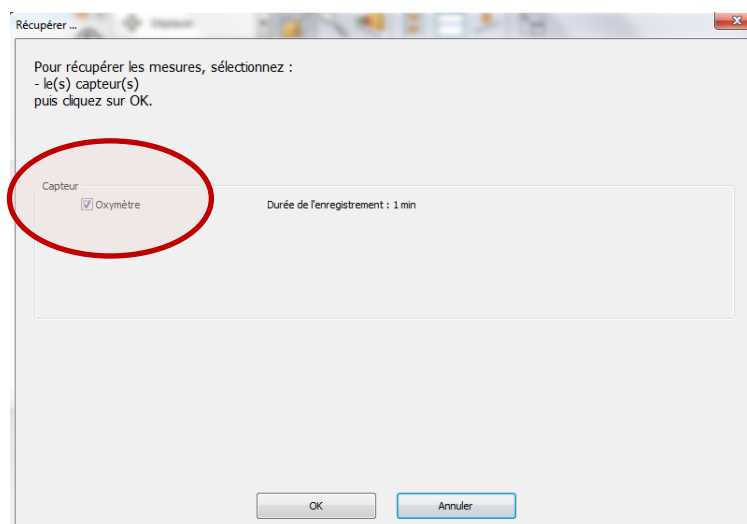 Récupérer ...
Déplacer
Pour récupérer les mesures, sélectionnez :
- le(s) capteur(s)
puis cliquez sur OK.
Capteur
Oxymètre
Durée de l'enregistrement : 1 min
OK
Annuler